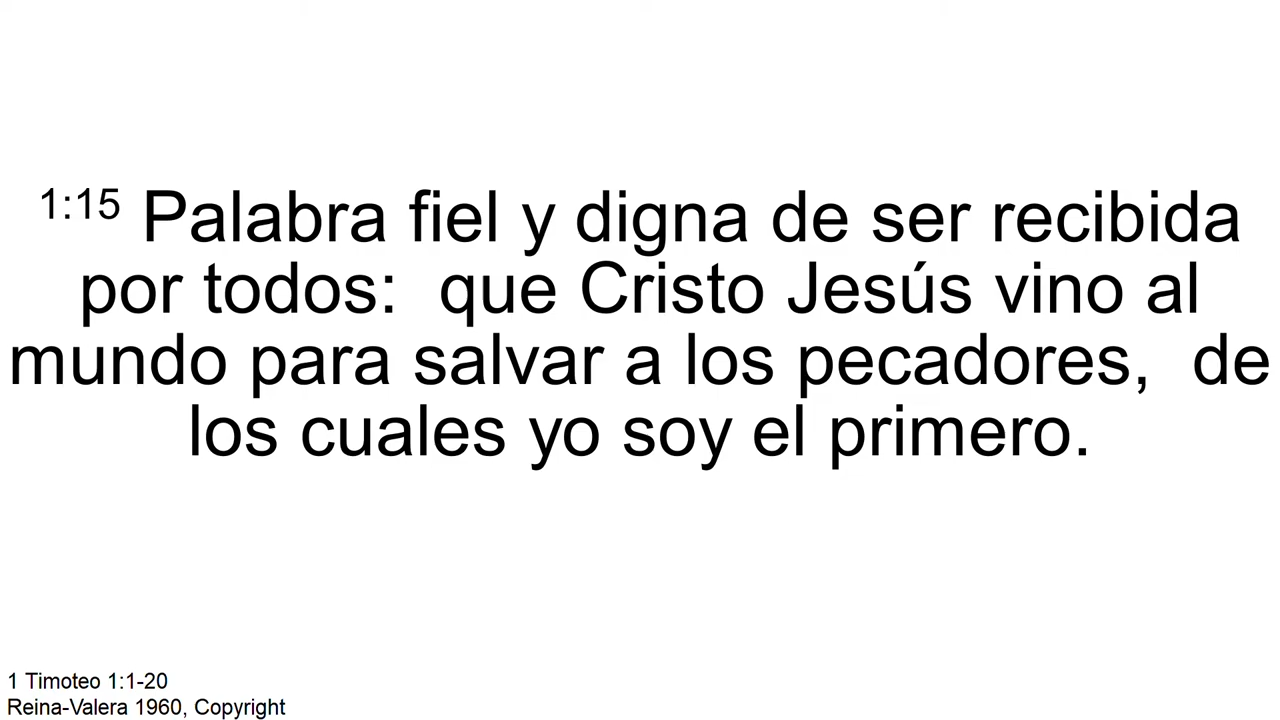 1:15 Palabra fiel y digna de ser recibida
por todos:  que Cristo Jesús vino al
mundo para salvar a los pecadores,  de
los cuales yo soy el primero.
1 Timoteo 1:1-20
Reina-Valera 1960, Copyright